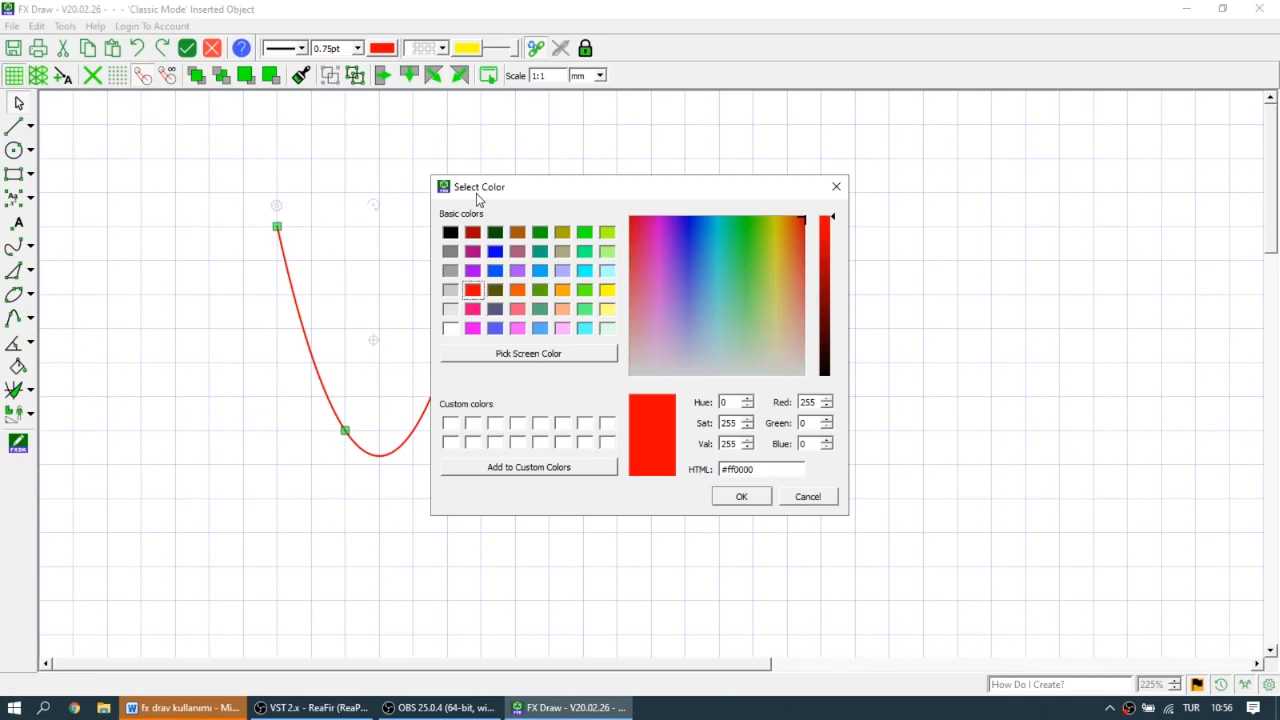 FX Draw - V20.02.26 - - - 'Classic Mode' Inserted Object
File Edit Tools Help Login To Account
0.75pt
Scale 1:1 mm
A
Select Color
Basic colors
Pick Screen Color
Custom colors
Add to Custom Colors
Hue: 0 Red: 255
Sat: 255 Green: 0
Val: 255 Blue: 0
HTML: #ff0000
OK Cancel
FXSK
How Do I Create? 225%
fx drav kullanımı - Mi... VST 2.x - ReaFir (ReaP... OBS 25.0.4 (64-bit, wi... FX Draw - V20.02.26 - ... TUR 10:56